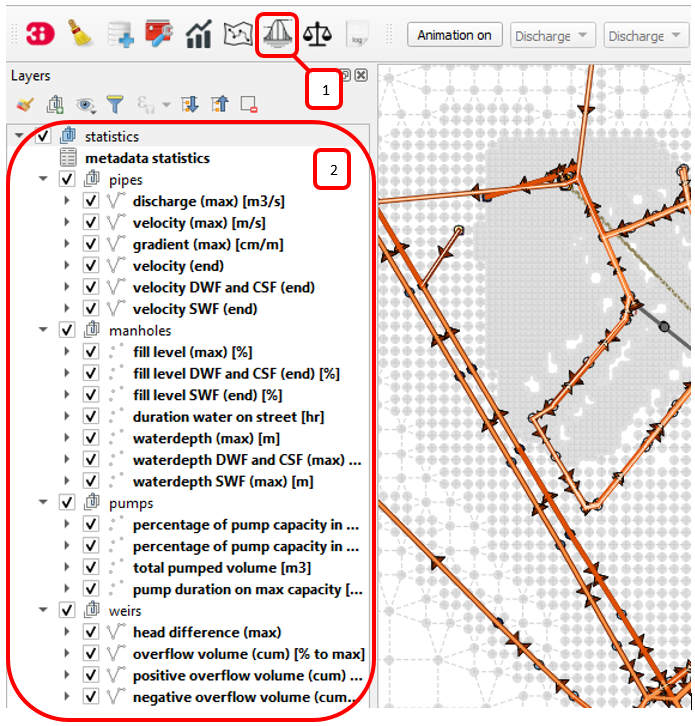 3i
log
Animation on
Discharge
Discharge
Layers
1
statistics
metadata statistics
2
pipes
discharge (max) [m3/s]
velocity (max) [m/s]
gradient (max) [cm/m]
velocity (end)
velocity DWF and CSF (end)
velocity SWF (end)
manholes
fill level (max) [%]
fill level DWF and CSF (end) [%]
fill level SWF (end) [%]
duration water on street [hr]
waterdepth (max) [m]
waterdepth DWF and CSF (max) ...
waterdepth SWF (max) [m]
pumps
percentage of pump capacity in ...
percentage of pump capacity in ...
total pumped volume [m3]
pump duration on max capacity [...
weirs
head difference (max)
overflow volume (cum) [% to max]
positive overflow volume (cum) ...
negative overflow volume (cum...